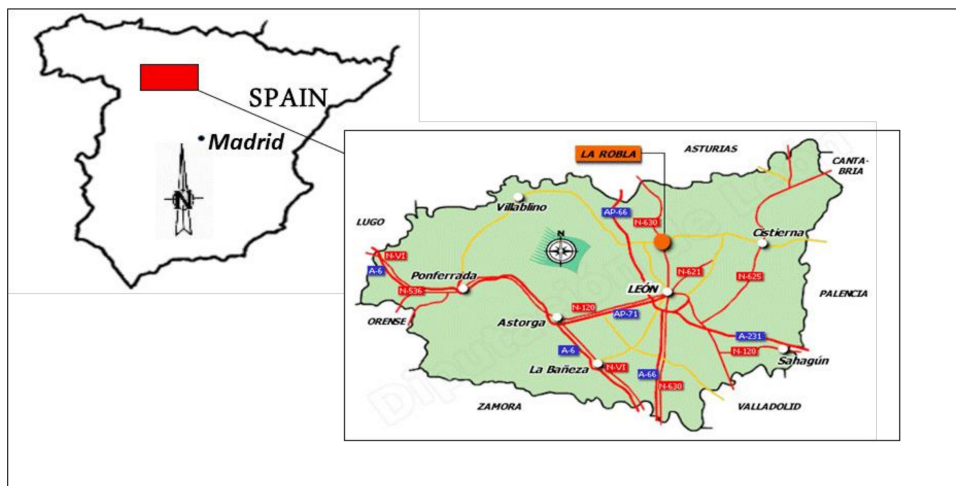 SPAIN
Madrid
N
LA ROBLA
ASTURIAS
CANTA-
BRIA
Villablino
AP-66
N-630
LUGO
N
Cistierna
N-VI
A-6
N-621
N-625
Ponferrada
N-536
LEÓN
PALENCIA
ORENSE
N-120
AP-71
Astorga
A-231
A-6
N-120
Sahagún
La Bañeza
N-VI
A-66
N-630
ZAMORA
VALLADOLID